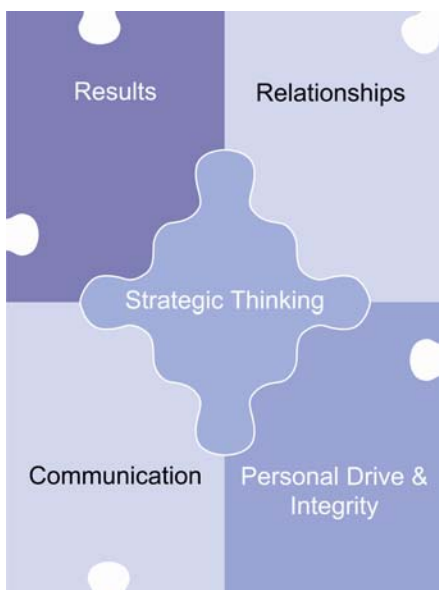 Results
Relationships
Strategic Thinking
Communication
Personal Drive &
Integrity